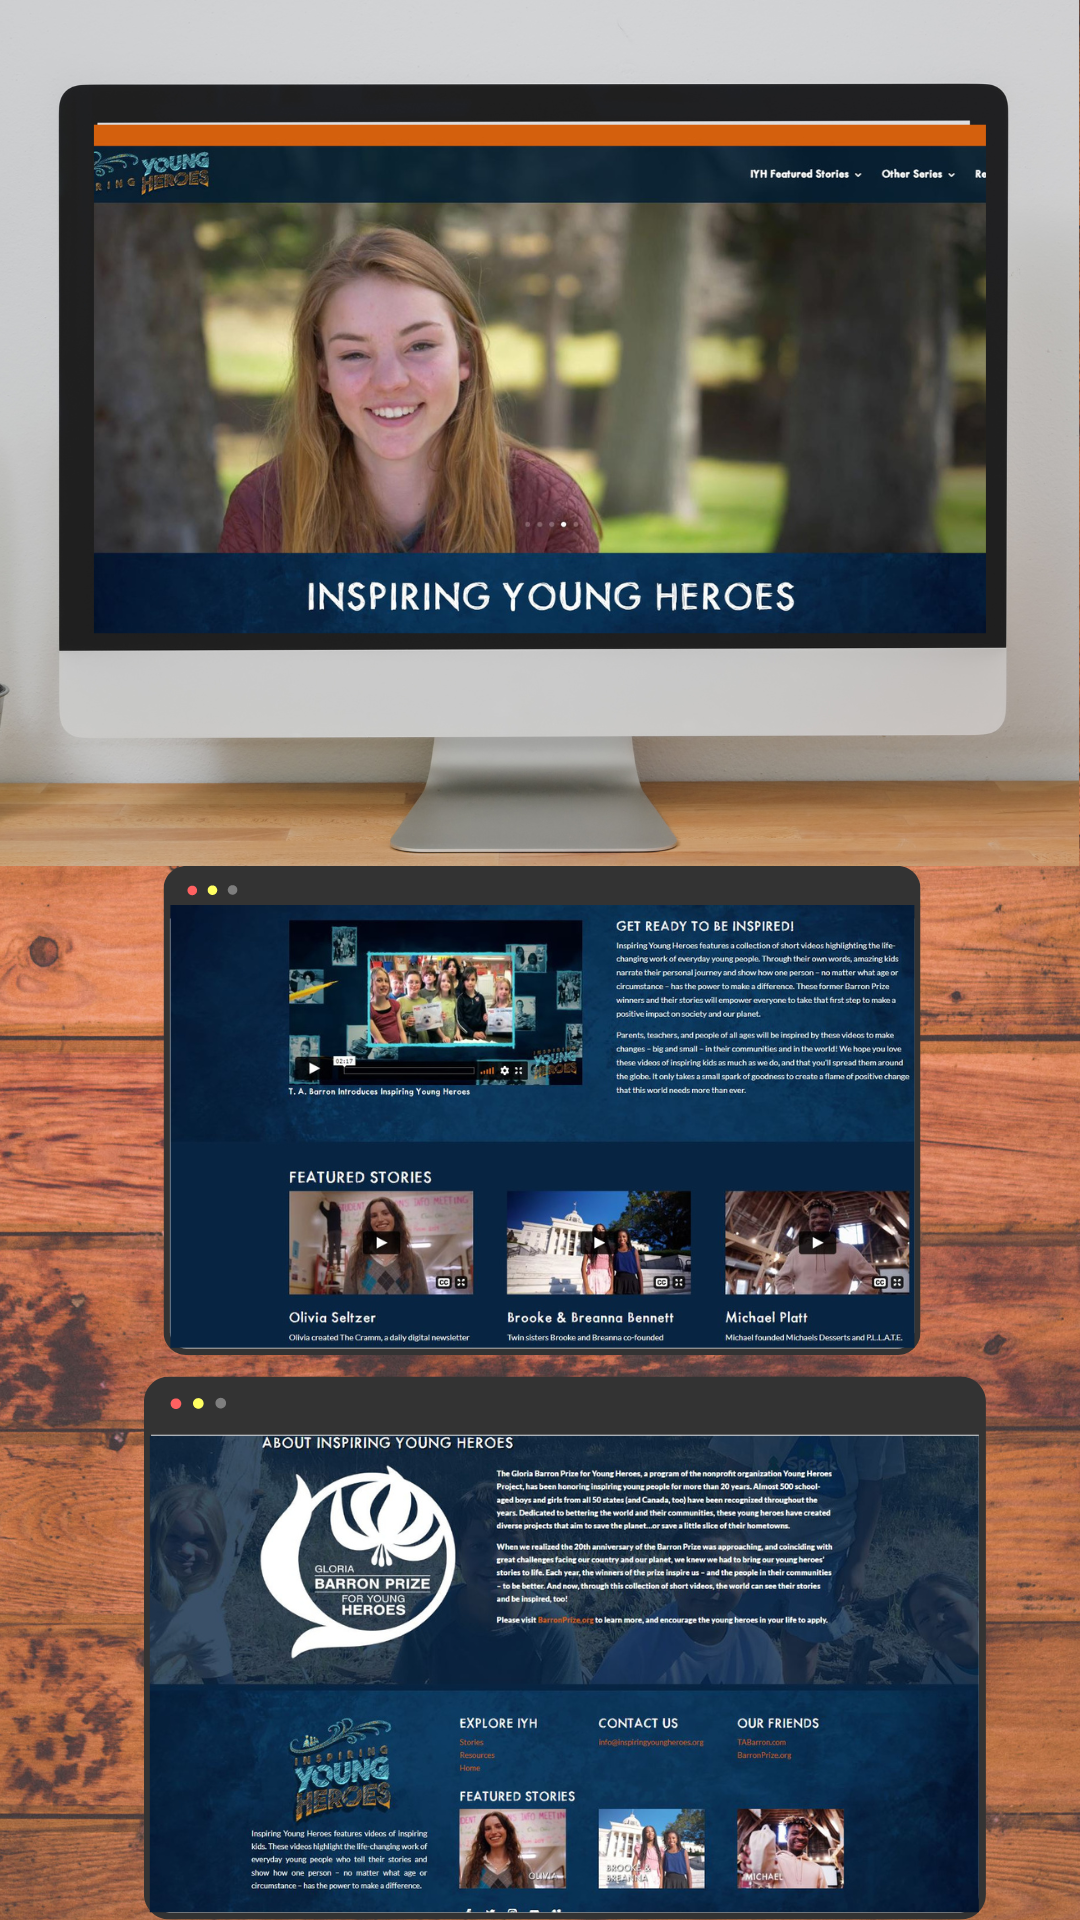 YOUNG
RING HEROES
IYH Featured Stories
Other Series
Re
INSPIRING YOUNG HEROES
GET READY TO BE INSPIRED!
Inspiring Young Heroes features a collection of short videos highlighting the life-
changing work of everyday young people. Through their own words, amazing kids
narrate their personal journey and show how one person – no matter what age or
circumstance – has the power to make a difference. These former Barron Prize
winners and their stories will empower everyone to take that first step to make a
positive impact on society and our planet.
Parents, teachers, and people of all ages will be inspired by these videos to make
changes – big and small – in their communities and in the world! We hope you love
these videos of inspiring kids as much as we do, and that you'll spread them around
the globe. It only takes a small spark of goodness to create a flame of positive change
that this world needs more than ever.
02:17
INSPIRING
YOUNG
HEROES
T. A. Barron Introduces Inspiring Young Heroes
FEATURED STORIES
INFO MEETING
CC
CC
CC
Olivia Seltzer
Brooke & Breanna Bennett
Michael Platt
Olivia created The Cramm, a daily digital newsletter
Twin sisters Brooke and Breanna co-founded
Michael founded Michaels Desserts and P.L.L.A.T.E.
ABOUT INSPIRING YOUNG HEROES
Speak
GLORIA
BARRON PRIZE
FOR YOUNG
HEROES
The Gloria Barron Prize for Young Heroes, a program of the nonprofit organization Young Heroes
Project, has been honoring inspiring young people for more than 20 years. Almost 500 school-
aged boys and girls from all 50 states (and Canada, too) have been recognized throughout the
years. Dedicated to bettering the world and their communities, these young heroes have created
diverse projects that aim to save the planet...or save a little slice of their hometowns.
When we realized the 20th anniversary of the Barron Prize was approaching, and coinciding with
great challenges facing our country and our planet, we knew we had to bring our young heroes'
stories to life. Each year, the winners of the prize inspire us – and the people in their communities
– to be better. And now, through this collection of short videos, the world can see their stories
and be inspired, too!
Please visit BarronPrize.org to learn more, and encourage the young heroes in your life to apply.
INSPIRING
YOUNG
HEROES
Inspiring Young Heroes features videos of inspiring
kids. These videos highlight the life-changing work of
everyday young people who tell their stories and
show how one person – no matter what age or
circumstance – has the power to make a difference.
EXPLORE IYH
Stories
Resources
Home
CONTACT US
info@inspiringyoungheroes.org
OUR FRIENDS
TABarron.com
BarronPrize.org
FEATURED STORIES
OLIVIA
BROOKE &
BREANNA
MICHAEL